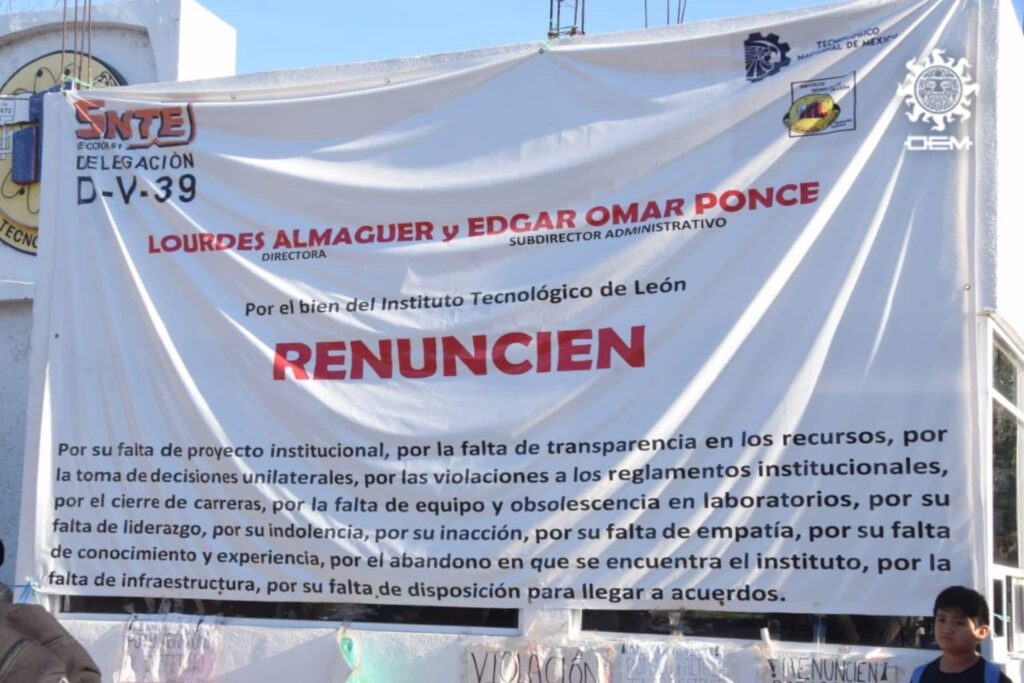 TECNOLÓGICO
NACIONAL DE MEXICO
OEM
SNTE
DELEGACIÓN
D-V-39
LOURDES ALMAGUER y EDGAR OMAR PONCE
DIRECTORA
SUBDIRECTOR ADMINISTRATIVO
Por el bien del Instituto Tecnológico de León
RENUNCIEN
Por su falta de proyecto institucional, por la falta de transparencia en los recursos, por
la toma de decisiones unilaterales, por las violaciones a los reglamentos institucionales,
por el cierre de carreras, por la falta de equipo y obsolescencia en laboratorios, por su
falta de liderazgo, por su indolencia, por su inacción, por su falta de empatía, por su falta
de conocimiento y experiencia, por el abandono en que se encuentra el instituto, por la
falta de infraestructura, por su falta de disposición para llegar a acuerdos.
VIOLACIÓN
¡RENUNCIEN!